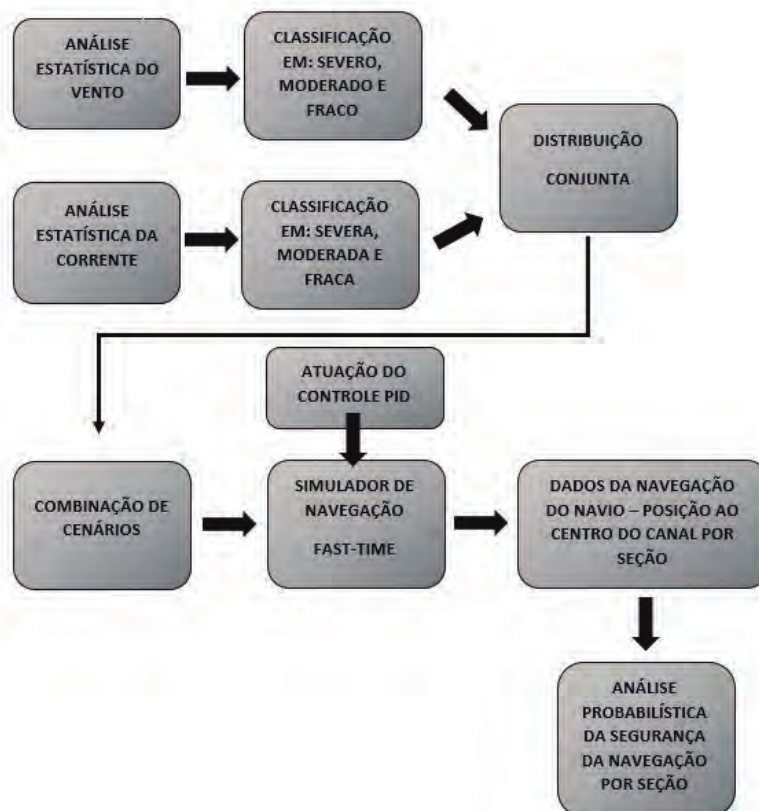 ANÁLISE
ESTATÍSTICA DO
VENTO
CLASSIFICAÇÃO
EM: SEVERO,
MODERADO E
FRACO
DISTRIBUIÇÃO
CONJUNTA
ANÁLISE
ESTATÍSTICA DA
CORRENTE
CLASSIFICAÇÃO
EM: SEVERA,
MODERADA E
FRACA
ATUAÇÃO DO
CONTROLE PID
COMBINAÇÃO DE
CENÁRIOS
SIMULADOR DE
NAVEGAÇÃO
FAST-TIME
DADOS DA NAVEGAÇÃO
DO NAVIO – POSIÇÃO AO
CENTRO DO CANAL POR
SEÇÃO
ANÁLISE
PROBABILÍSTICA
DA SEGURANÇA
DA NAVEGAÇÃO
POR SEÇÃO